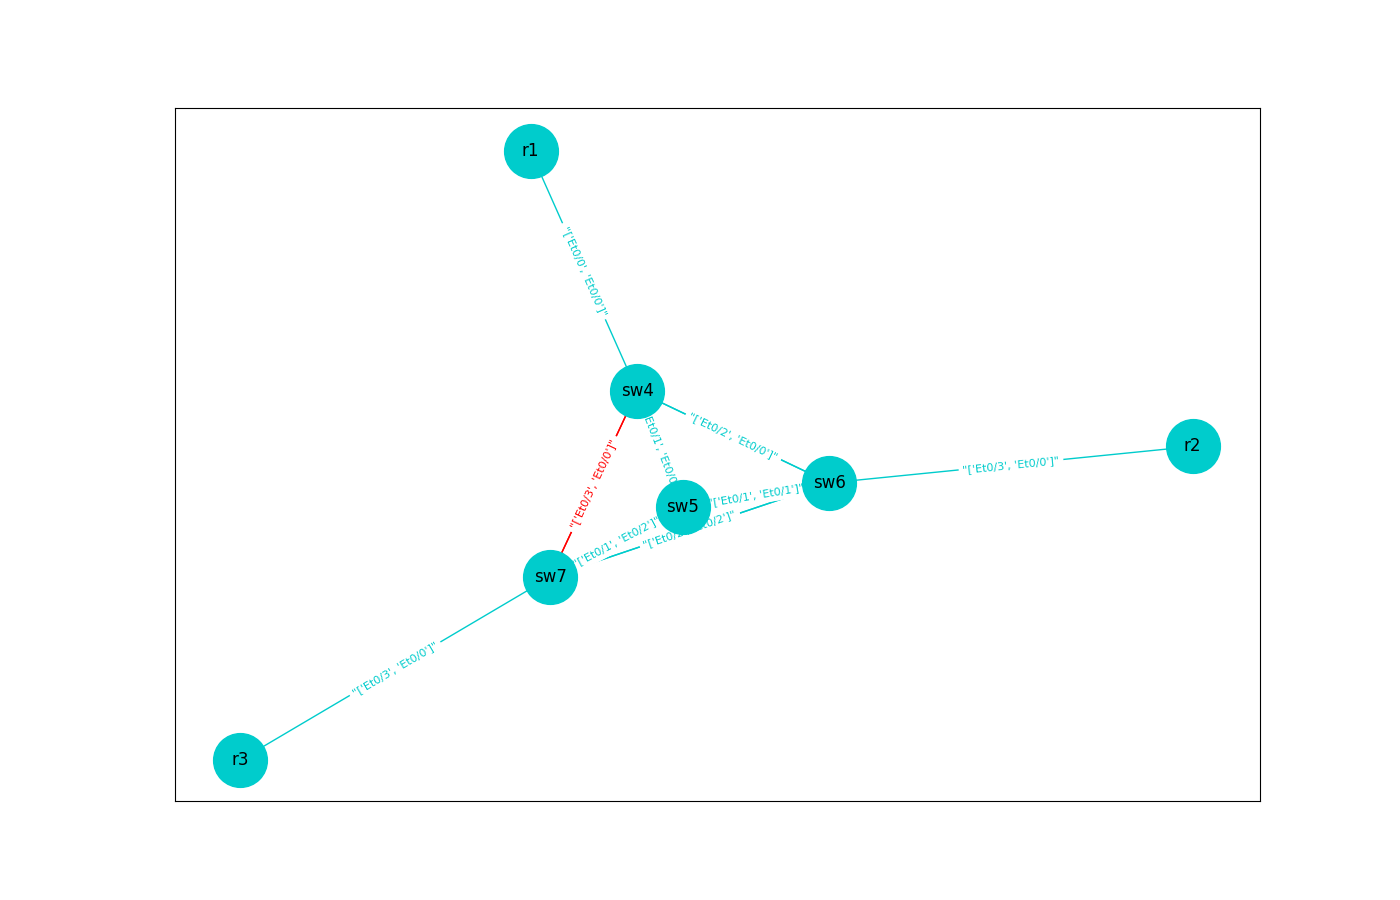 r1
"['Et0/0', 'Et0/0']"
sw4
"['Et0/2', 'Et0/0']"
"['Et0/3', 'Et0/0']"
Et0/1', 'Et0/0
r2
"['Et0/3', 'Et0/0']"
sw6
"['Et0/1', 'Et0/1']"
sw5
"['Et0/1', 'Et0/2']"
"['Et0/ t0/2']"
sw7
"['Et0/3', 'Et0/0']"
r3